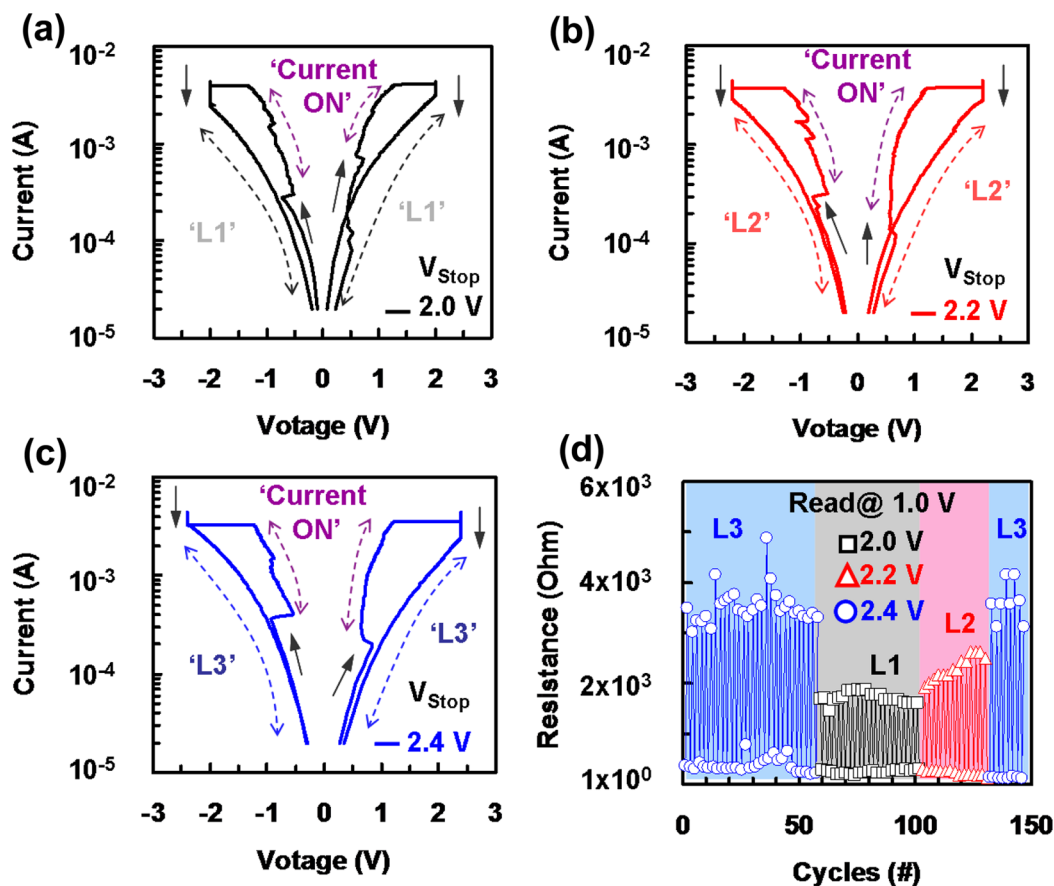 (a)
10-2
10-3
10-4
10-5
Current (A)
'Current
ON'
'L1'
'L1'
VStop
2.0 V
-3 -2 -1 0 1 2 3
Votage (V)
(b)
10-2
10-3
10-4
10-5
Current (A)
'Current
ON'
'L2'
'L2'
VStop
2.2 V
-3 -2 -1 0 1 2 3
Votage (V)
(c)
10-2
10-3
10-4
10-5
Current (A)
'Current
ON'
'L3'
'L3'
VStop
2.4 V
-3 -2 -1 0 1 2 3
Votage (V)
(d)
6x103
4x103
2x103
1x100
Resistance (Ohm)
Read@ 1.0 V
2.0 V
2.2 V
2.4 V
L3
L1
L2
L3
0 50 100 150
Cycles (#)